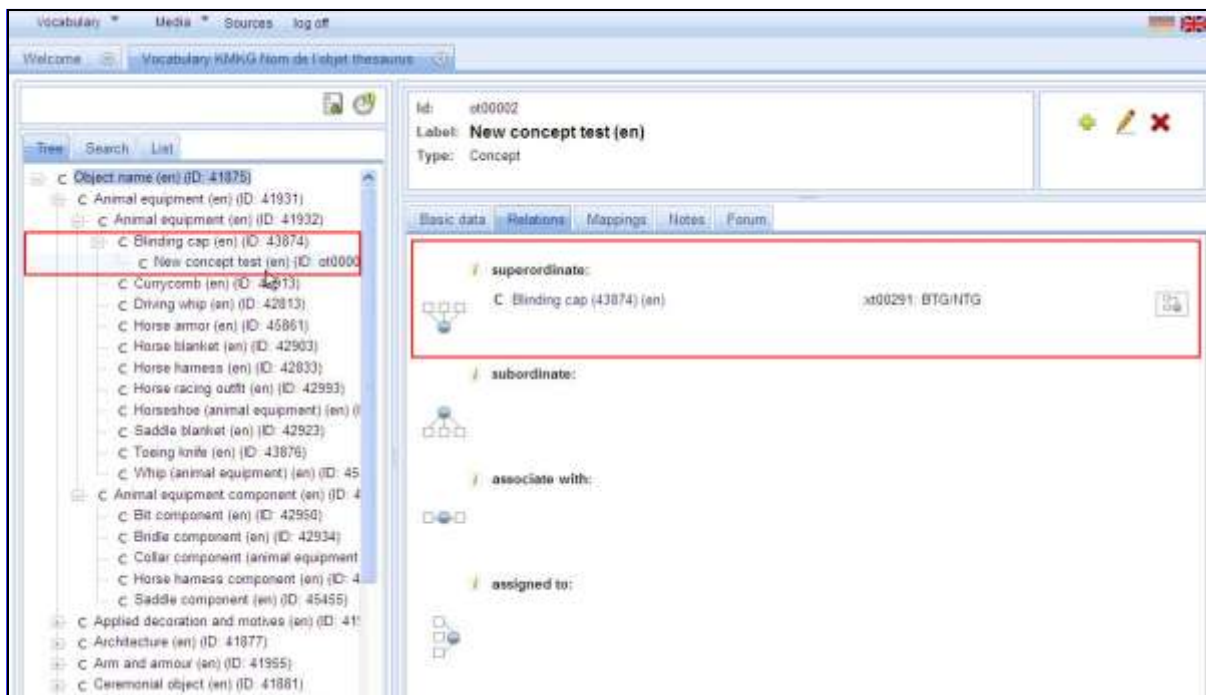 Vocabulary Media Sources log off
Welcome Vocabulary KMKG Nom de l'objet thesaurus
Tree Search List
C Object name (en) (ID: 41875)
C Animal equipment (en) (ID: 41931)
C Animal equipment (en) (ID: 41932)
C Blinding cap (en) (ID: 43874)
C New concept test (en) (ID: ot0000
C Currycomb (en) (ID:
C Driving whip (en) (ID: 42813)
C Horse armor (en) (ID: 45861)
C Horse blanket (en) (ID: 42903)
C Horse harness (en) (ID: 42833)
C Horse racing outfit (en) (ID: 42993)
C Horseshoe (animal equipment) (en) (I
C Saddle blanket (en) (ID: 42923)
C Toeing knife (en) (ID: 43876)
C Whip (animal equipment) (en) (ID: 45
C Animal equipment component (en) (ID: 4
C Bit component (en) (ID: 42956)
C Bridle component (en) (ID: 42934)
C Collar component (animal equipment
C Horse harness component (en) (ID: 4
C Saddle component (en) (ID: 45455)
C Applied decoration and motives (en) (ID: 41
C Architecture (en) (ID: 41877)
C Arm and armour (en) (ID: 41955)
C Ceremonial object (en) (ID: 41881)
Id: ot00002
Label: New concept test (en)
Type: Concept
Basic data Relations Mappings Notes Forum
i superordinate:
C Blinding cap (43874) (en) xt00291: BTG/NTG
i subordinate:
i associate with:
i assigned to: